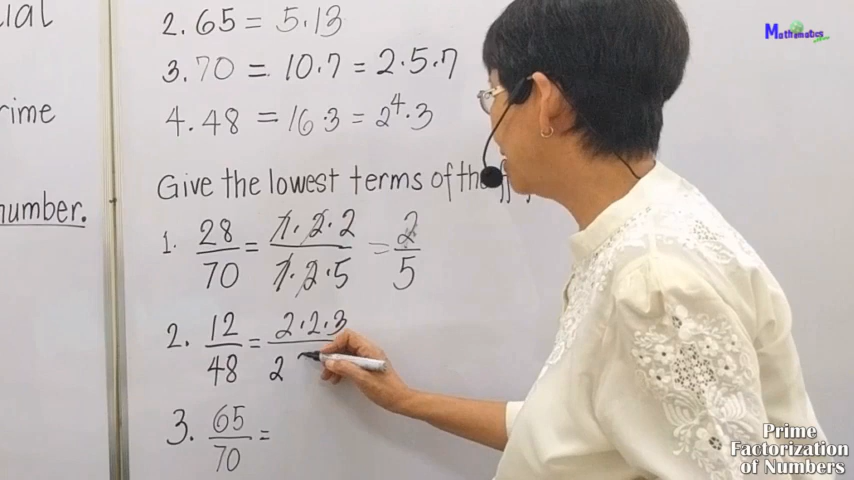 ial
rime
number.
2. 65 = 5.13
3. 70 = 10.7 = 2.5.7
4. 48 = 16.3 = 2⁴.3
Give the lowest terms of the
1. 28/70 = 7.2.2/7.2.5 = 2/5
2. 12/48 = 2.2.3/2
3. 65/70 =
Mathematics
Prime
Factorization
of Numbers